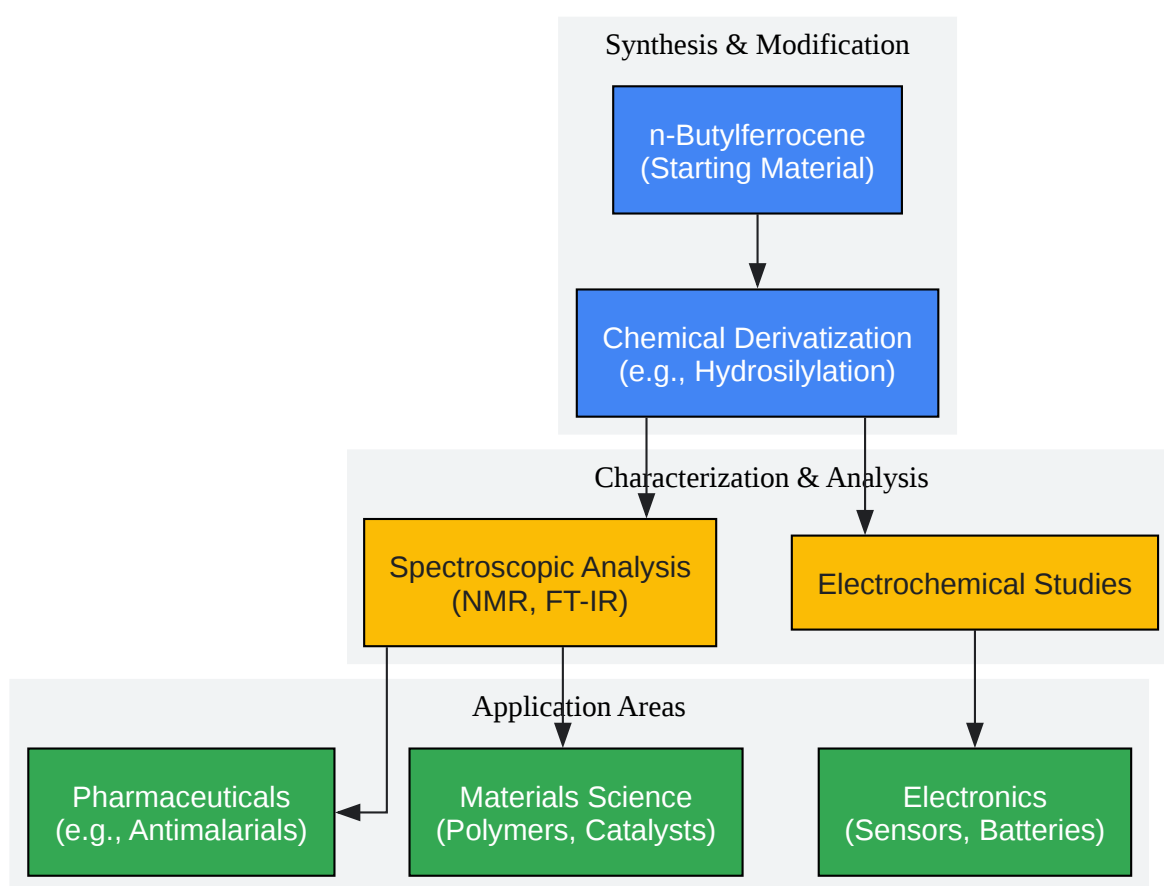 Synthesis & Modification
n-Butylferrocene
(Starting Material)
Chemical Derivatization
(e.g., Hydrosilylation)
Characterization & Analysis
Spectroscopic Analysis
(NMR, FT-IR)
Electrochemical Studies
Application Areas
Pharmaceuticals
(e.g., Antimalarials)
Materials Science
(Polymers, Catalysts)
Electronics
(Sensors, Batteries)